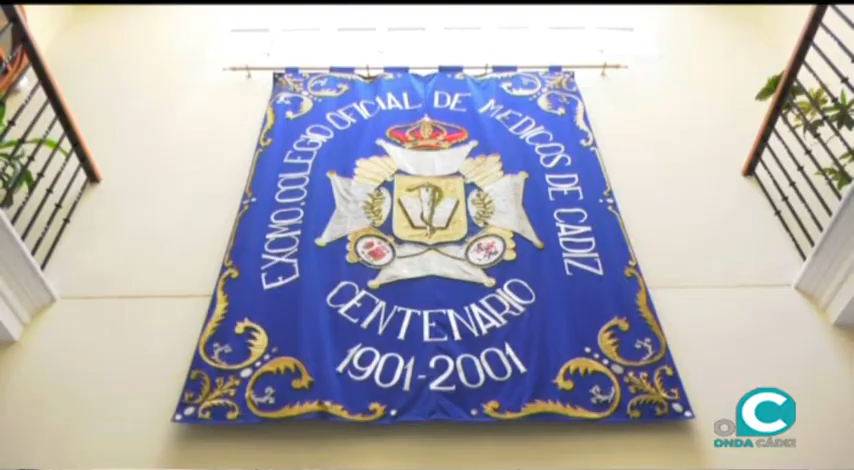 EXCMO. COLEGIO OFICIAL DE MEDICOS DE CADIZ
CENTENARIO
1901-2001
ONDA CÁDIZ